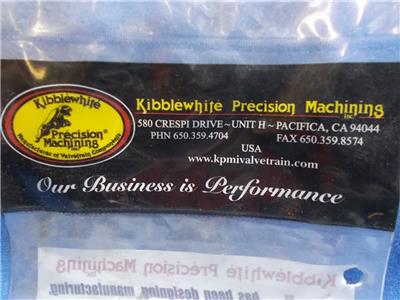 Kibblewhite
Precision®
Machining Inc.
Manufacturer of Valvetrain Components
Kibblewhite Precision Machining Inc.
580 CRESPI DRIVE ~ UNIT H ~ PACIFICA, CA 94044
PHN 650.359.4704 FAX 650.359.8574
USA
www.kpmivalvetrain.com
Our Business is Performance
Kibblewhite Precision Machining
has been designing, manufacturing,